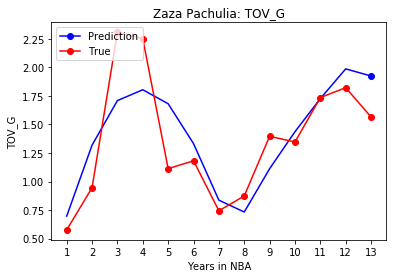 Zaza Pachulia: TOV_G
Prediction
True
2.25
2.00
1.75
1.50
1.25
1.00
0.75
0.50
TOV_G
1 2 3 4 5 6 7 8 9 10 11 12 13
Years in NBA